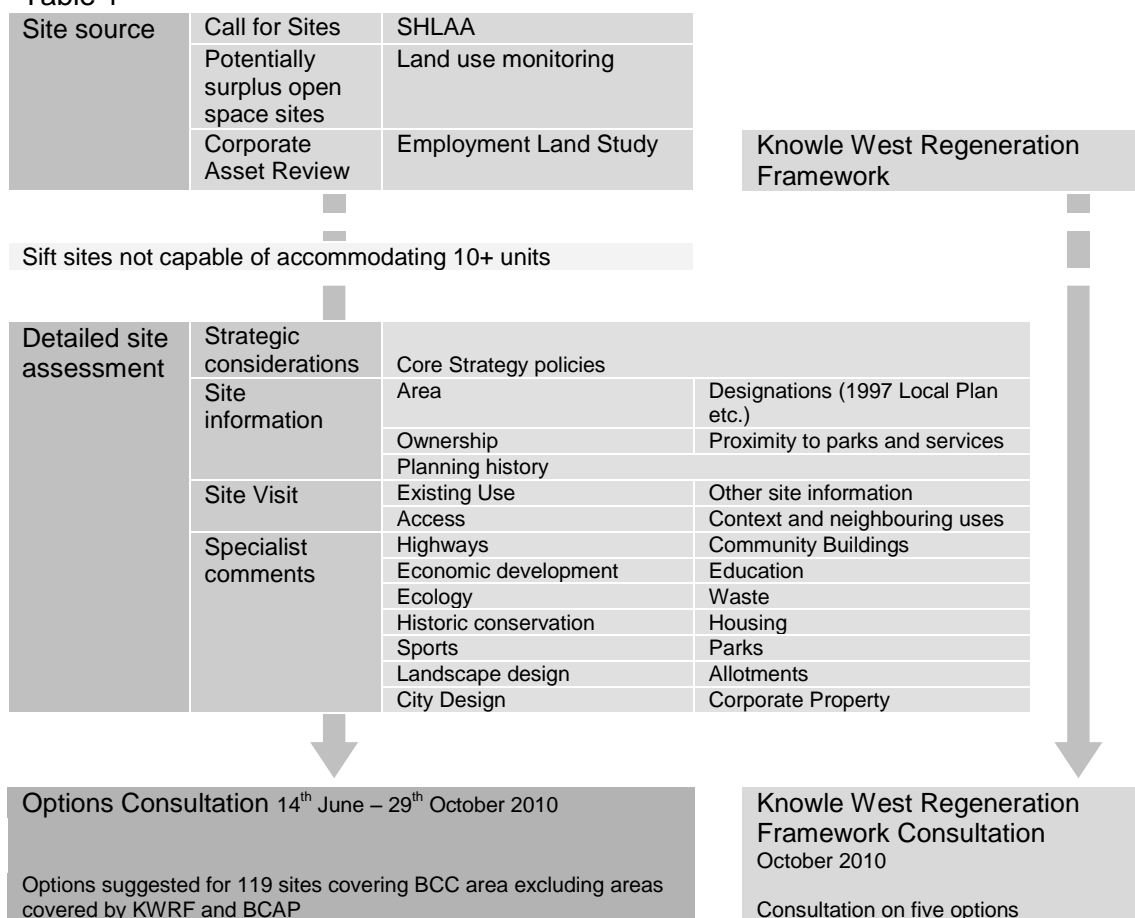 Table 1
Site source
Call for Sites
SHLAA
Potentially
surplus open
space sites
Land use monitoring
Corporate
Asset Review
Employment Land Study
Knowle West Regeneration
Framework
Sift sites not capable of accommodating 10+ units
Detailed site
assessment
Strategic
considerations
Core Strategy policies
Site
information
Area
Designations (1997 Local Plan
etc.)
Ownership
Proximity to parks and services
Planning history
Site Visit
Existing Use
Other site information
Access
Context and neighbouring uses
Specialist
comments
Highways
Community Buildings
Economic development
Education
Ecology
Waste
Historic conservation
Housing
Sports
Parks
Landscape design
Allotments
City Design
Corporate Property
Options Consultation 14th June – 29th October 2010
Options suggested for 119 sites covering BCC area excluding areas
covered by KWRF and BCAP
Knowle West Regeneration
Framework Consultation
October 2010
Consultation on five options